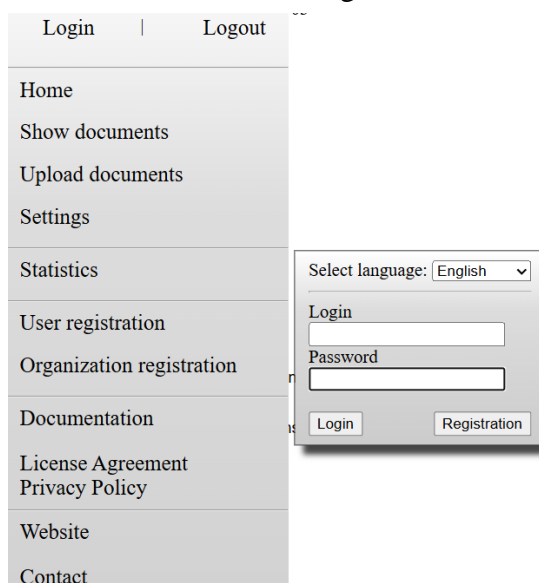 Login | Logout
Home
Show documents
Upload documents
Settings
Statistics
User registration
Organization registration
Documentation
License Agreement
Privacy Policy
Website
Contact
Select language: English
Login
Password
Login Registration